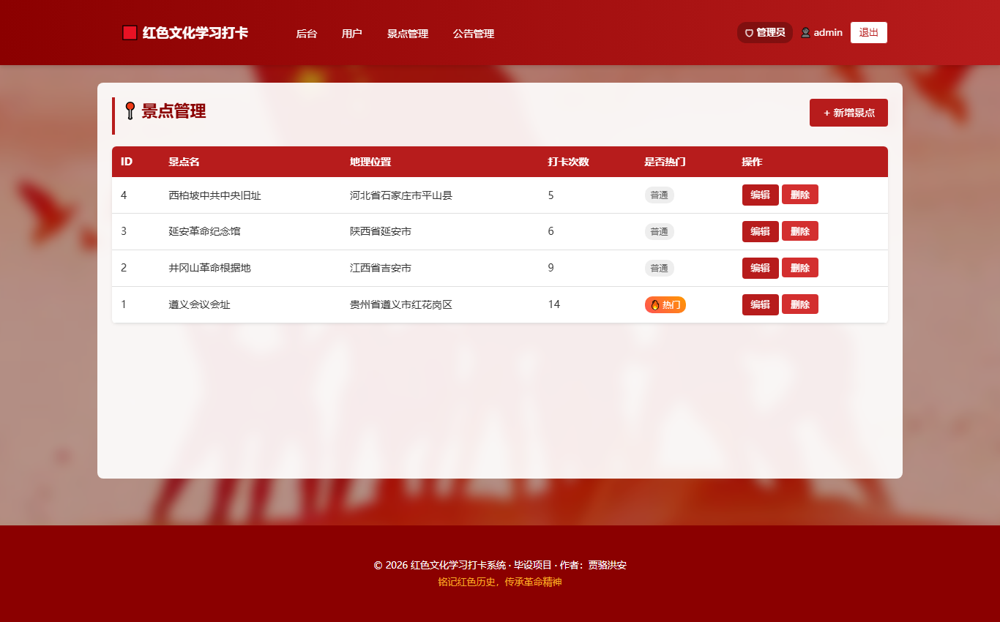 红色文化学习打卡 后台 用户 景点管理 公告管理 管理员 admin 退出
景点管理 + 新增景点
ID 景点名 地理位置 打卡次数 是否热门 操作
4 西柏坡中共中央旧址 河北省石家庄市平山县 5 普通 编辑 删除
3 延安革命纪念馆 陕西省延安市 6 普通 编辑 删除
2 井冈山革命根据地 江西省吉安市 9 普通 编辑 删除
1 遵义会议会址 贵州省遵义市红花岗区 14 热门 编辑 删除
© 2026 红色文化学习打卡系统 · 毕设项目 · 作者：贾骆洪安
铭记红色历史，传承革命精神